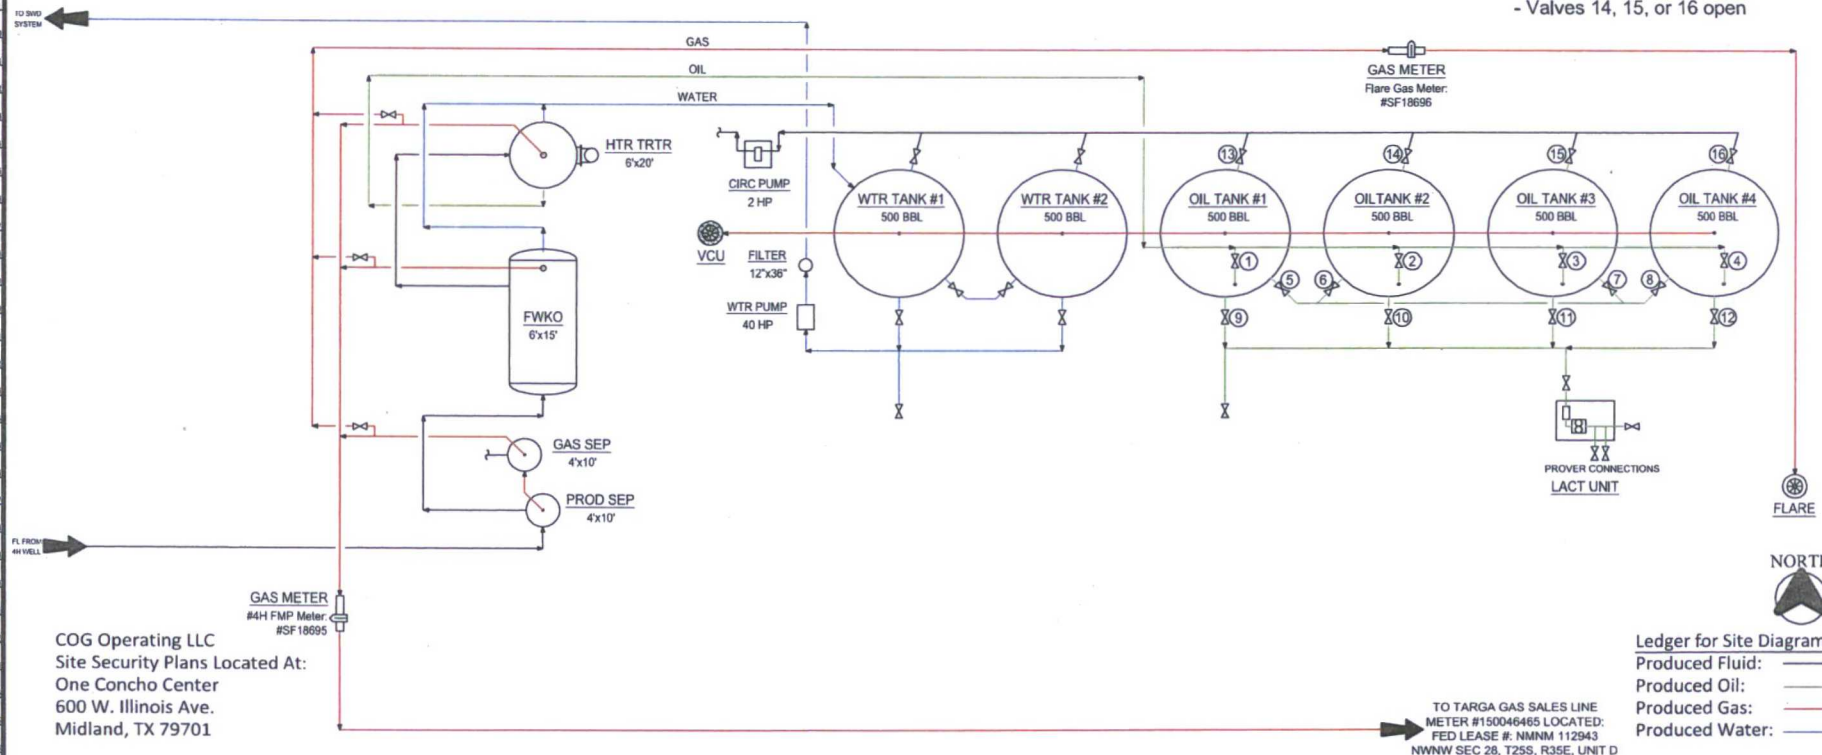 - Valves 14, 15, or 16 open
TO SWD
SYSTEM
GAS
OIL
WATER
GAS METER
Flare Gas Meter:
#SF18696
HTR TRTR
6'x20'
CIRC PUMP
2 HP
13
14
15
16
WTR TANK #1
500 BBL
WTR TANK #2
500 BBL
OIL TANK #1
500 BBL
OILTANK #2
500 BBL
OIL TANK #3
500 BBL
OIL TANK #4
500 BBL
VCU
FILTER
12"x36"
1
2
3
4
5
6
7
8
WTR PUMP
40 HP
FWKO
6'x15'
9
10
11
12
GAS SEP
4'x10'
PROD SEP
4'x10'
PROVER CONNECTIONS
LACT UNIT
FLARE
FL FROM
4H WELL
NORTH
GAS METER
#4H FMP Meter:
#SF18695
COG Operating LLC
Site Security Plans Located At:
One Concho Center
600 W. Illinois Ave.
Midland, TX 79701
Ledger for Site Diagram
Produced Fluid:
Produced Oil:
Produced Gas:
Produced Water:
TO TARGA GAS SALES LINE
METER #150046465 LOCATED:
FED LEASE #: NMNM 112943
NWNW SEC 28, T25S, R35E, UNIT D